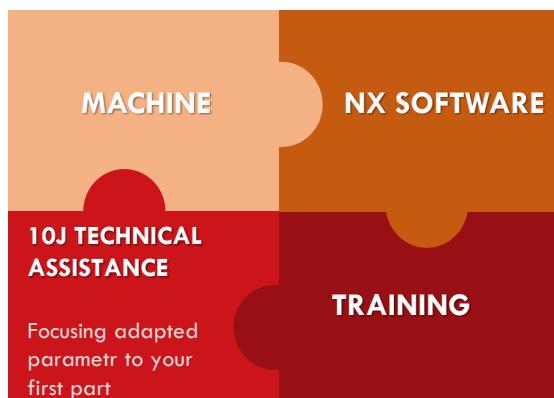 MACHINE
NX SOFTWARE
10J TECHNICAL
ASSISTANCE
Focusing adapted
parametr to your
first part
TRAINING